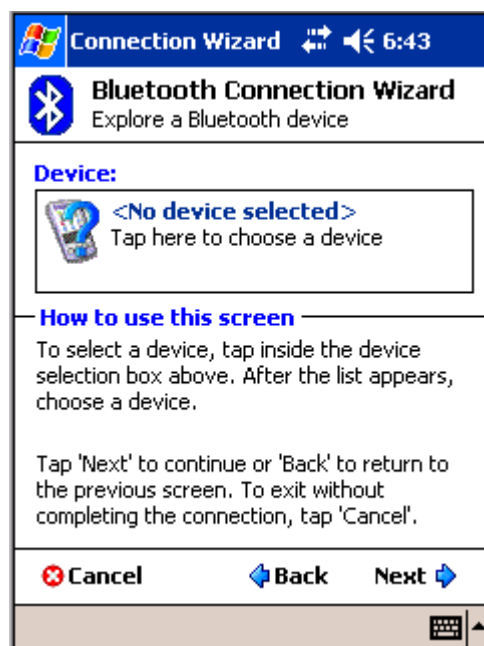 Connection Wizard 6:43
Bluetooth Connection Wizard
Explore a Bluetooth device
Device:
<No device selected>
Tap here to choose a device
How to use this screen
To select a device, tap inside the device
selection box above. After the list appears,
choose a device.
Tap 'Next' to continue or 'Back' to return to
the previous screen. To exit without
completing the connection, tap 'Cancel'.
Cancel Back Next